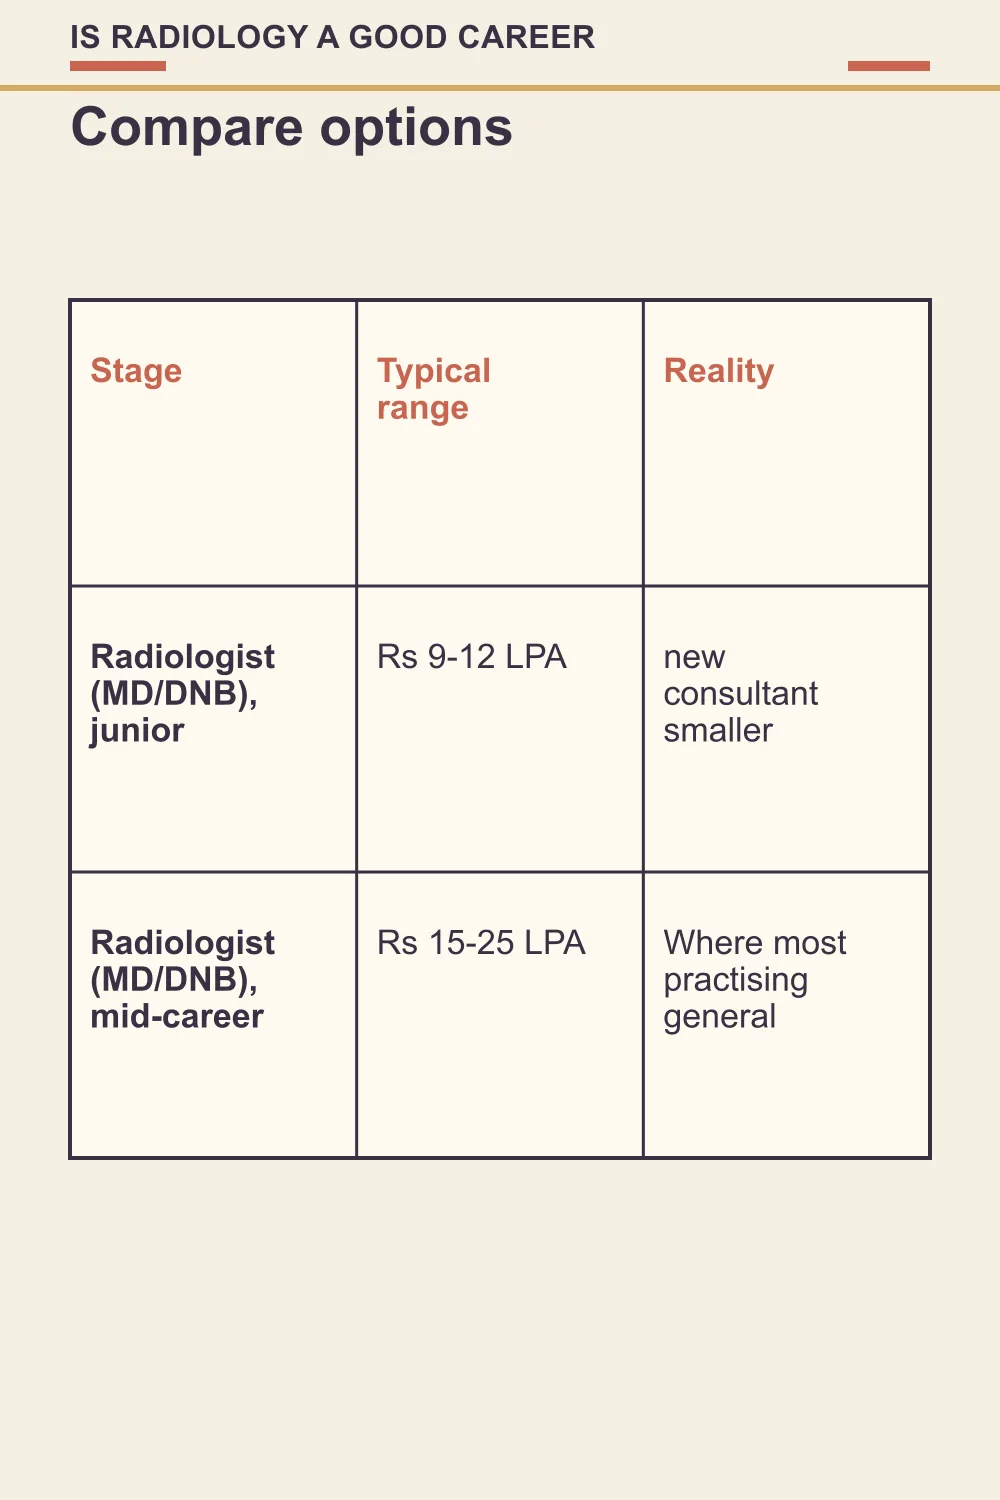 IS RADIOLOGY A GOOD CAREER
Compare options
Stage
Typical
range
Reality
Radiologist
(MD/DNB),
junior
Rs 9-12 LPA
new
consultant
smaller
Radiologist
(MD/DNB),
mid-career
Rs 15-25 LPA
Where most
practising
general